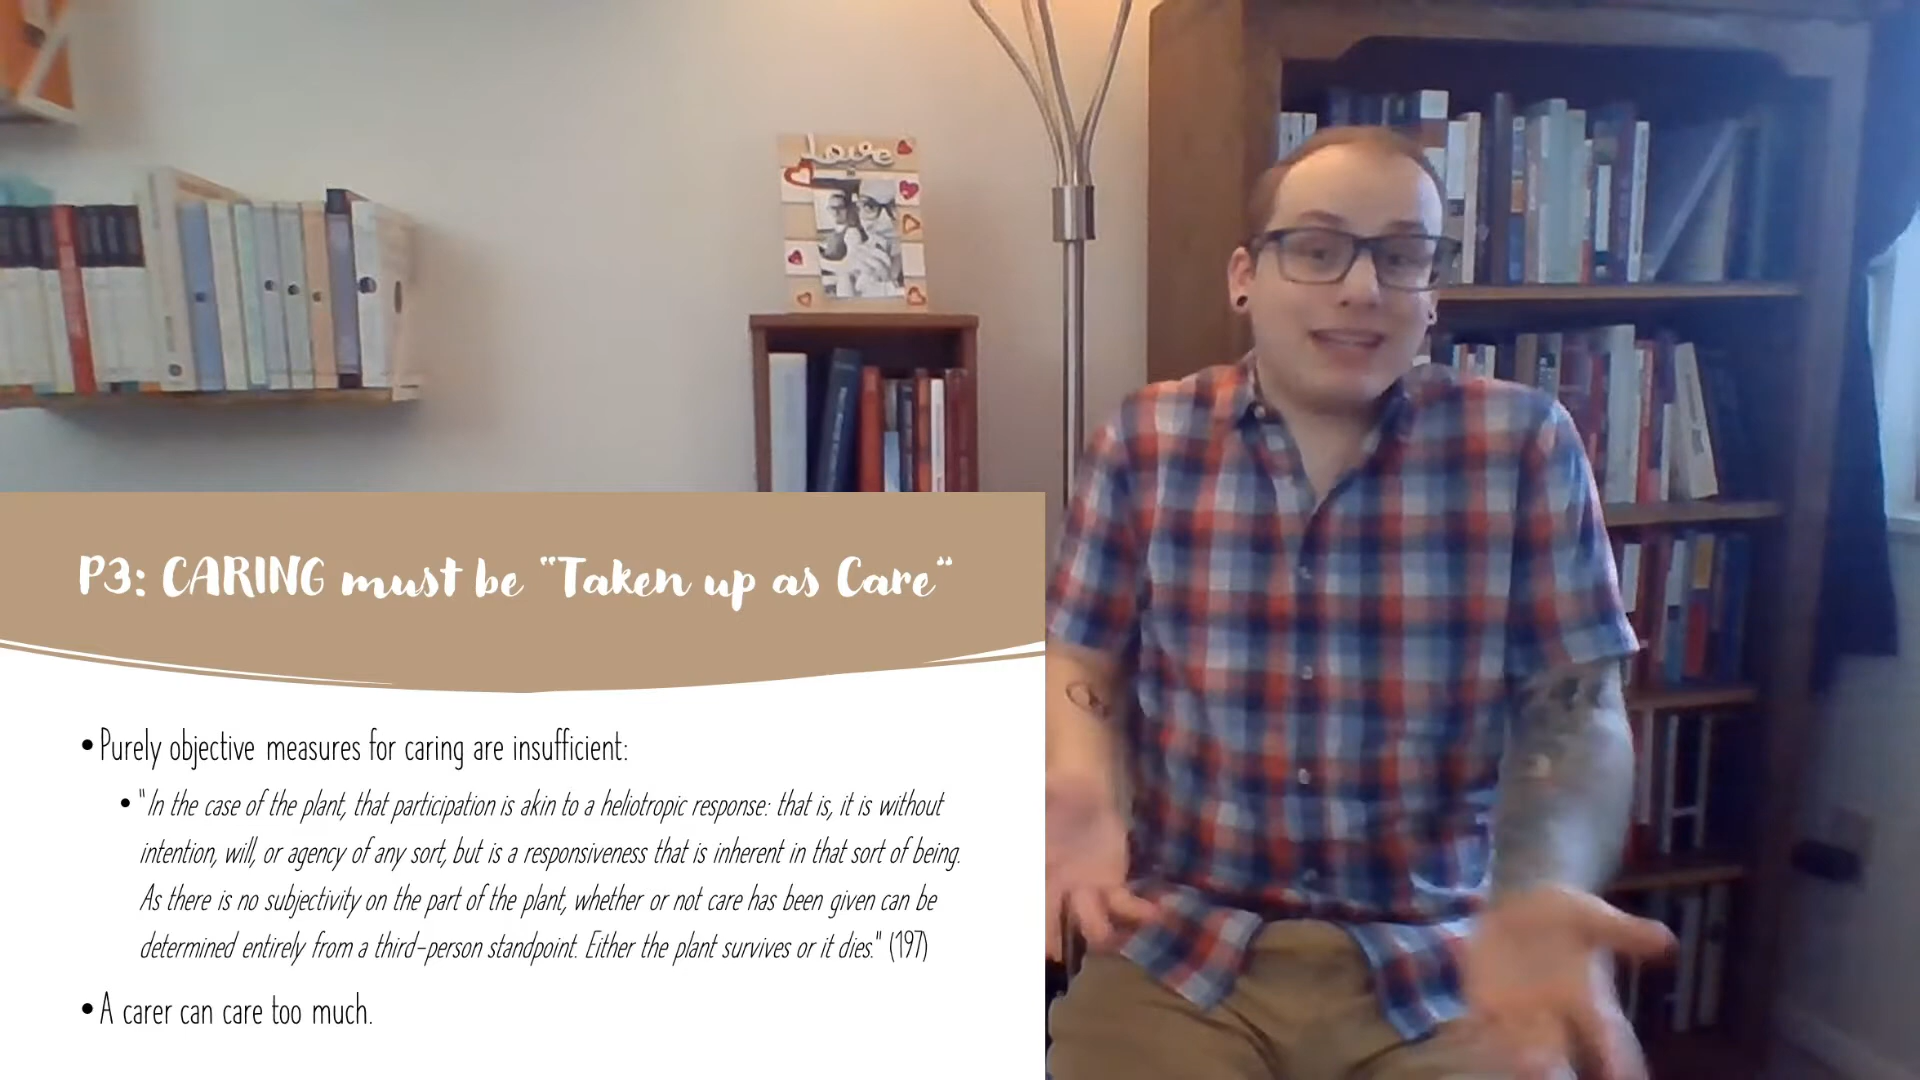 Love
P3: CARING must be "Taken up as Care"
•Purely objective measures for caring are insufficient:
•"In the case of the plant, that participation is akin to a heliotropic response: that is, it is without
intention, will, or agency of any sort, but is a responsiveness that is inherent in that sort of being.
As there is no subjectivity on the part of the plant, whether or not care has been given can be
determined entirely from a third-person standpoint. Either the plant survives or it dies." (197)
•A carer can care too much.